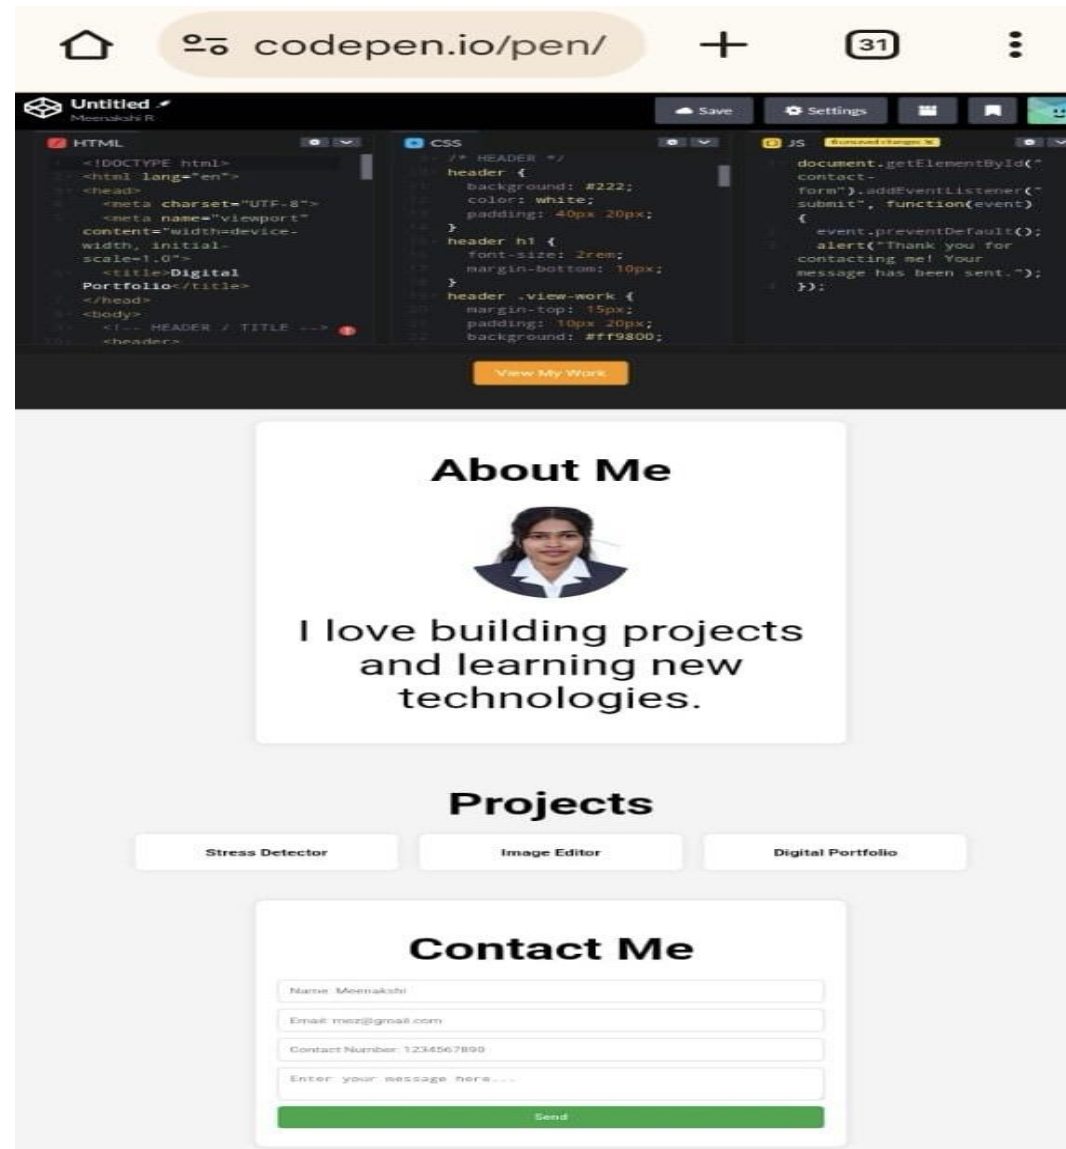 codepen.io/pen/
31
Untitled
Meenakshi R
Save
Settings
HTML
<!DOCTYPE html>
<html lang="en">
<head>
<meta charset="UTF-8">
<meta name="viewport"
content="width=device-
width, initial-
scale=1.0">
<title>Digital
Portfolio</title>
</head>
<body>
<!-- HEADER / TITLE -->
<header>
CSS
/* HEADER */
header {
background: #222;
color: white;
padding: 40px 20px;
}
header h1 {
font-size: 2rem;
margin-bottom: 10px;
}
header .view-work {
margin-top: 15px;
padding: 10px 20px;
background: #ff9800;
JS
unsaved changes X
document.getElementById("
contact-
form").addEventListener("
submit", function(event)
{
event.preventDefault();
alert("Thank you for
contacting me! Your
message has been sent.");
});
View My Work
About Me
I love building projects
and learning new
technologies.
Projects
Stress Detector
Image Editor
Digital Portfolio
Contact Me
Name: Meenakshi
Email: @gmail.com
Contact Number: 1234567890
Enter your message here...
Send